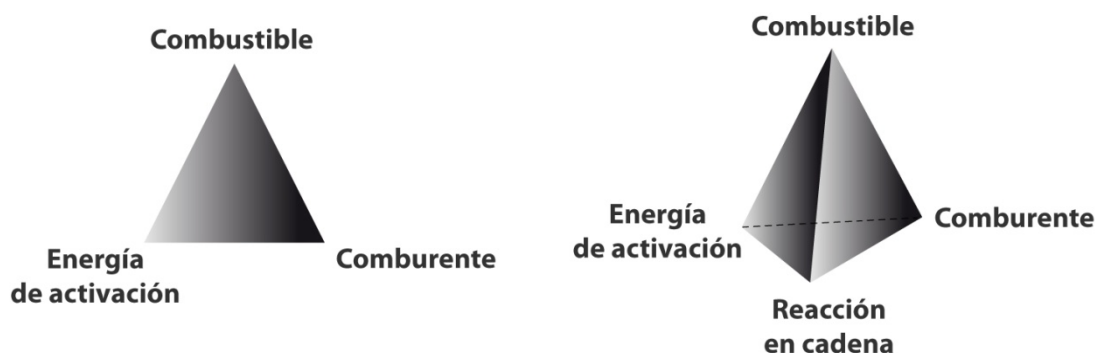 Combustible
Energía
de activación
Comburente
Combustible
Energía
de activación
Comburente
Reacción
en cadena